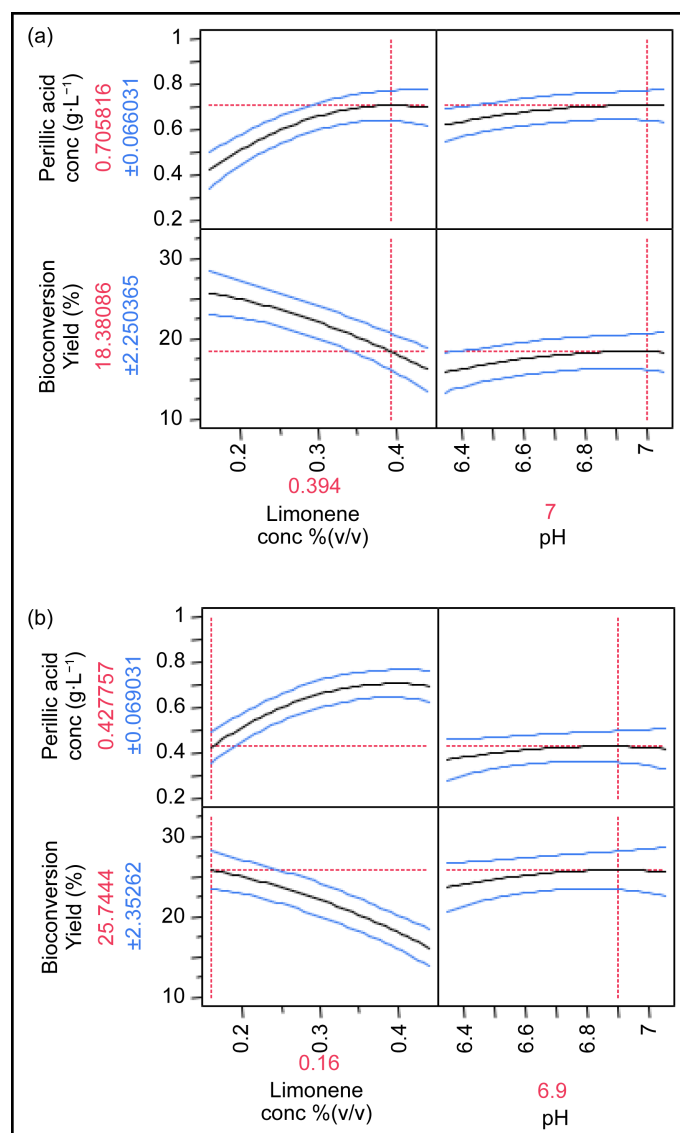 (a)
Perillic acid
conc (g·L⁻¹)
0.705816
±0.066031
1
0.8
0.6
0.4
0.2
Bioconversion
Yield (%)
18.38086
±2.250365
30
20
10
0.2
0.3
0.4
6.4
6.6
6.8
7
0.394
7
Limonene
conc %(v/v)
pH
(b)
Perillic acid
conc (g·L⁻¹)
0.427757
±0.069031
1
0.8
0.6
0.4
0.2
Bioconversion
Yield (%)
25.7444
±2.35262
30
20
10
0.2
0.3
0.4
6.4
6.6
6.8
7
0.16
6.9
Limonene
conc %(v/v)
pH